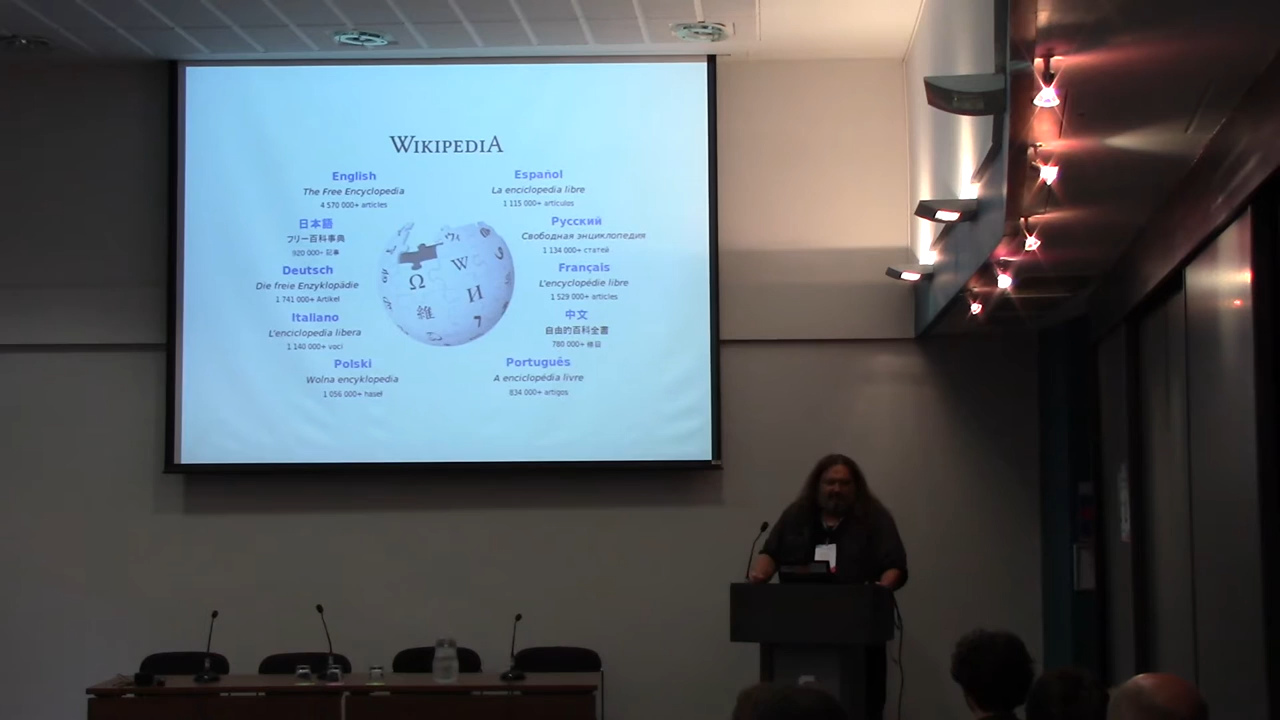 WIKIPEDIA
English
The Free Encyclopedia
4 570 000+ articles
Español
La enciclopedia libre
1 115 000+ artículos
日本語
フリー百科事典
920 000+ 記事
Русский
Свободная энциклопедия
1 134 000+ статей
Deutsch
Die freie Enzyklopädie
1 741 000+ Artikel
Français
L'encyclopédie libre
1 529 000+ articles
Italiano
L'enciclopedia libera
1 140 000+ voci
中文
自由的百科全書
780 000+ 條目
Polski
Wolna encyklopedia
1 056 000+ haseł
Português
A enciclopédia livre
834 000+ artigos
Ω
W
И
維